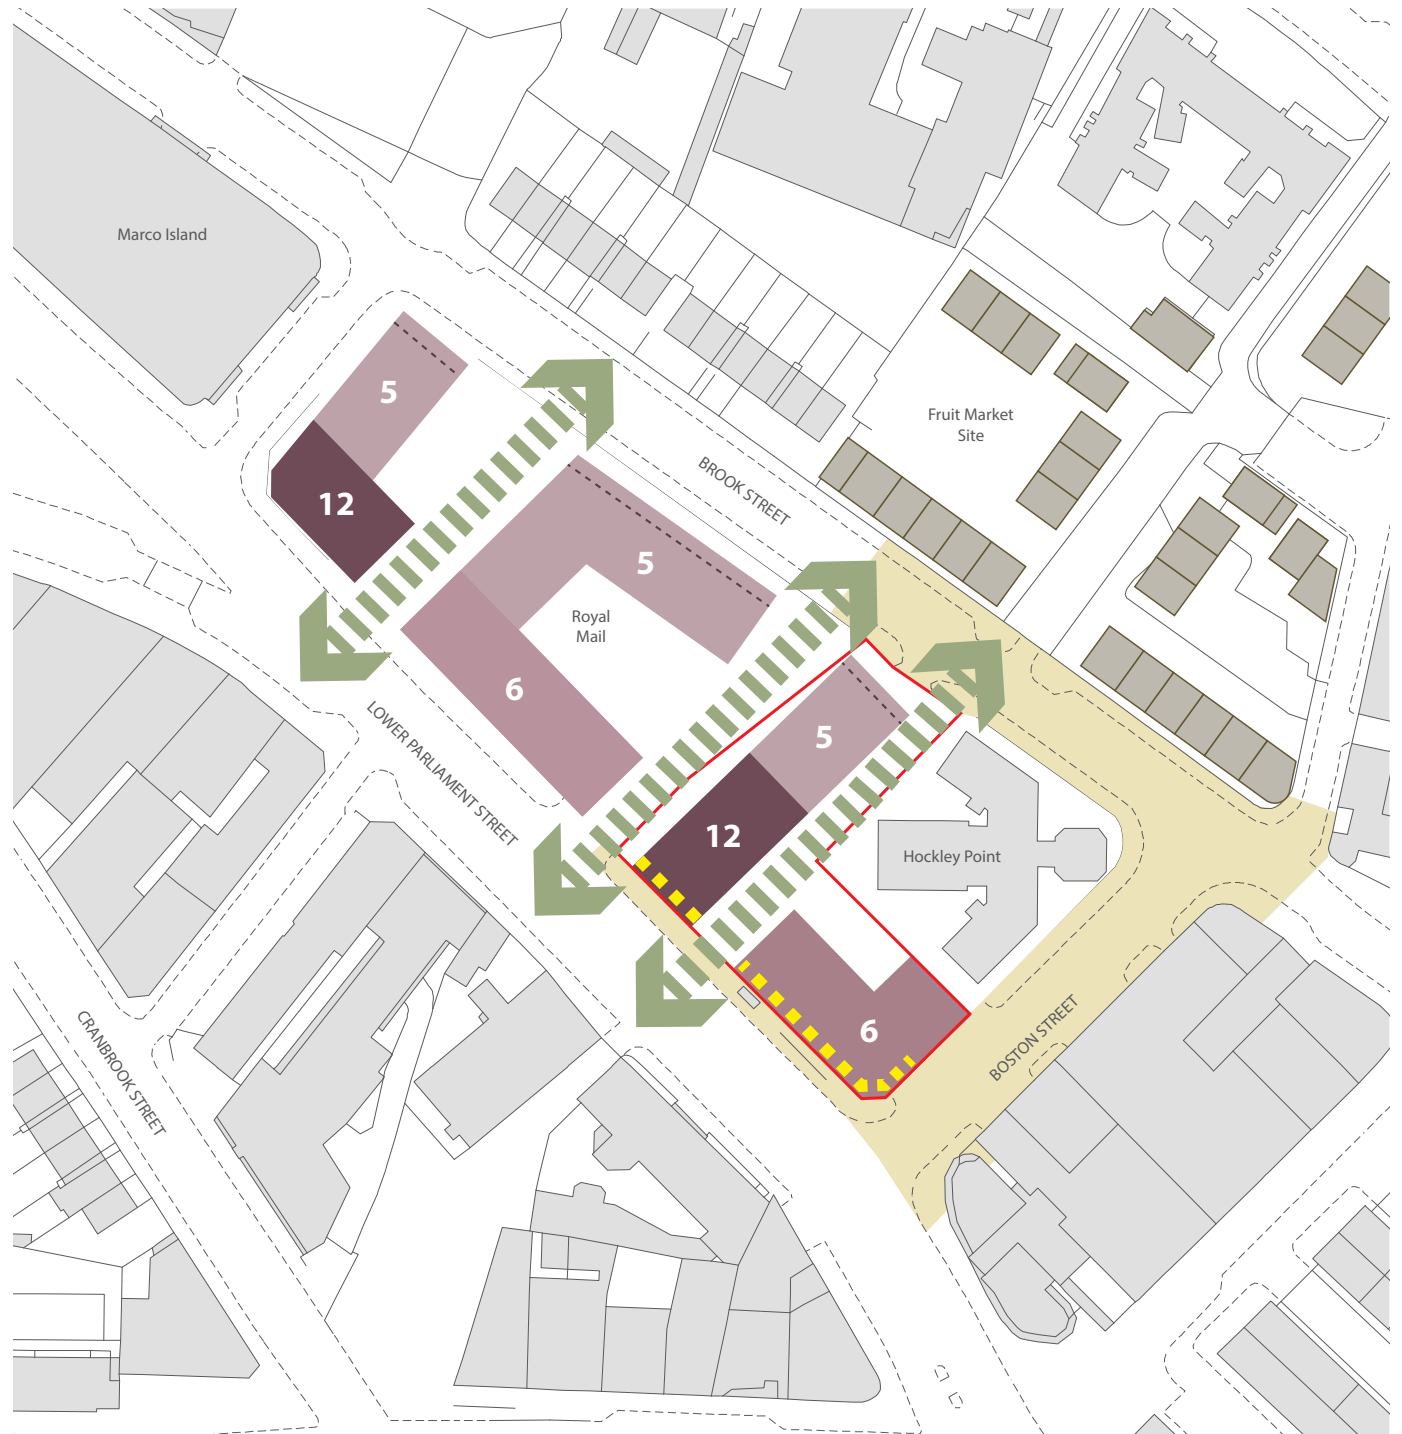 Marco Island
5
12
Fruit Market
Site
BROOK STREET
5
Royal
Mail
6
LOWER PARLIAMENT STREET
5
12
Hockley Point
6
BOSTON STREET
CRANBROOK STREET